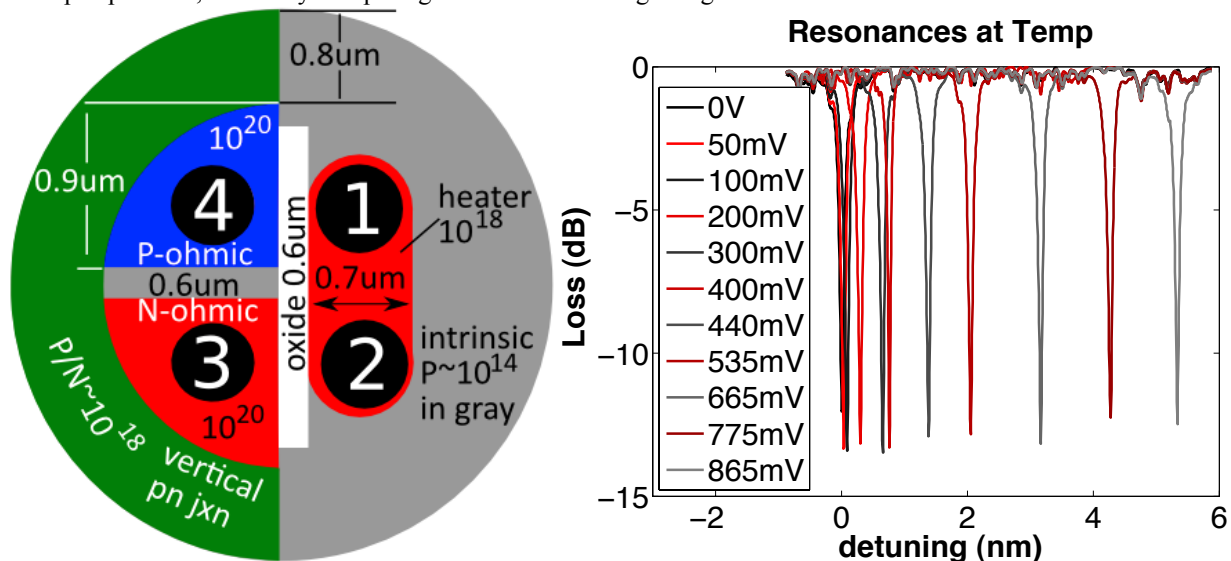 0.8um
10^20
0.9um
4
1
P-ohmic
heater
10^18
oxide 0.6um
0.6um
0.7um
N-ohmic
3
2
intrinsic
P~10^14
in gray
10^20
P/N~10^18 vertical
pn jxn
Resonances at Temp
Loss (dB)
0
−5
−10
−15
0V
50mV
100mV
200mV
300mV
400mV
440mV
535mV
665mV
775mV
865mV
−2 0 2 4 6
detuning (nm)